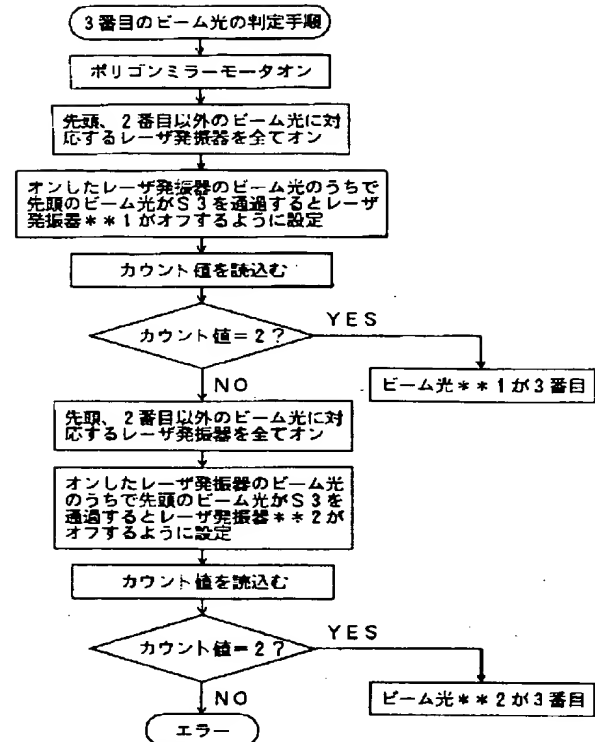 3番目のビーム光の判定手順
ポリゴンミラーモータオン
先頭、2番目以外のビーム光に対
応するレーザ発振器を全てオン
オンしたレーザ発振器のビーム光のうちで
先頭のビーム光がS3を通過するとレーザ
発振器＊＊1がオフするように設定
カウント値を読込む
カウント値=2?
YES
ビーム光＊＊1が3番目
NO
先頭、2番目以外のビーム光に対
応するレーザ発振器を全てオン
オンしたレーザ発振器のビーム光
のうちで先頭のビーム光がS3を
通過するとレーザ発振器＊＊2が
オフするように設定
カウント値を読込む
カウント値=2?
YES
ビーム光＊＊2が3番目
NO
エラー